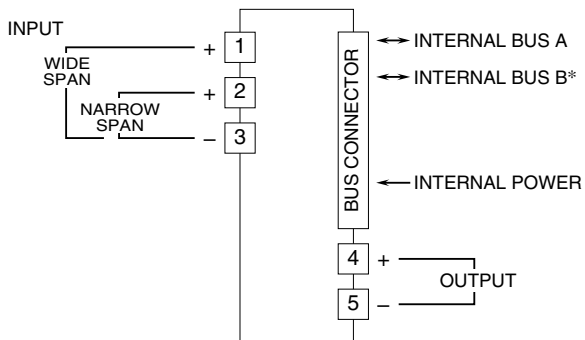 INPUT
WIDE
SPAN
NARROW
SPAN
+ 1
+ 2
– 3
BUS CONNECTOR
INTERNAL BUS A
INTERNAL BUS B*
INTERNAL POWER
4 +
5 –
OUTPUT